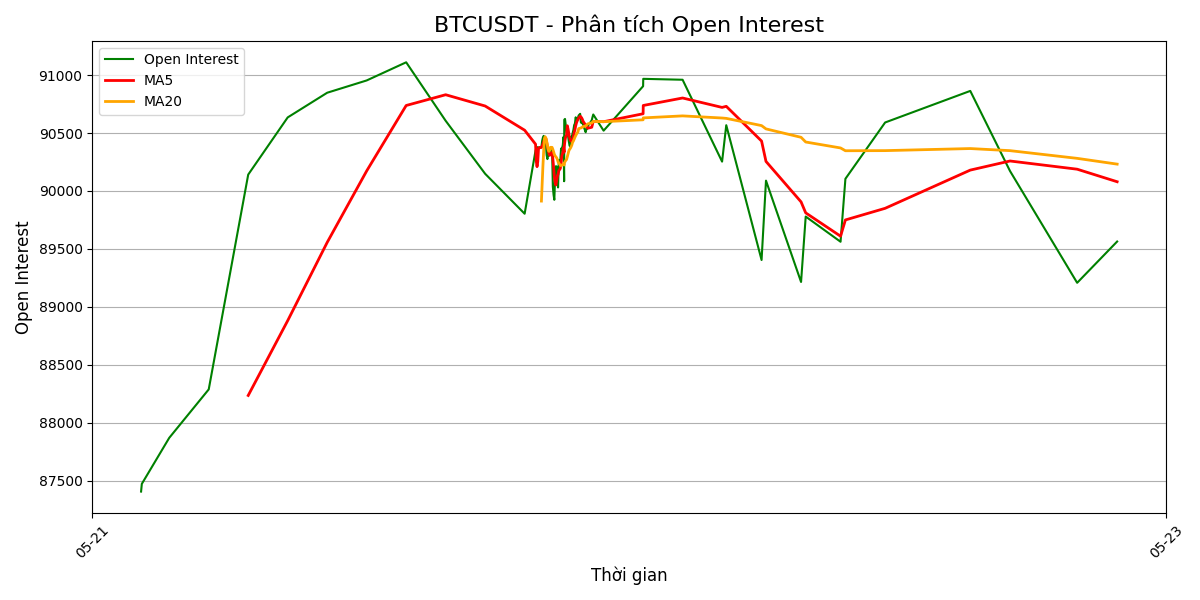 BTCUSDT - Phân tích Open Interest
Open Interest
MA5
MA20
Open Interest
91000
90500
90000
89500
89000
88500
88000
87500
05-21
05-23
Thời gian